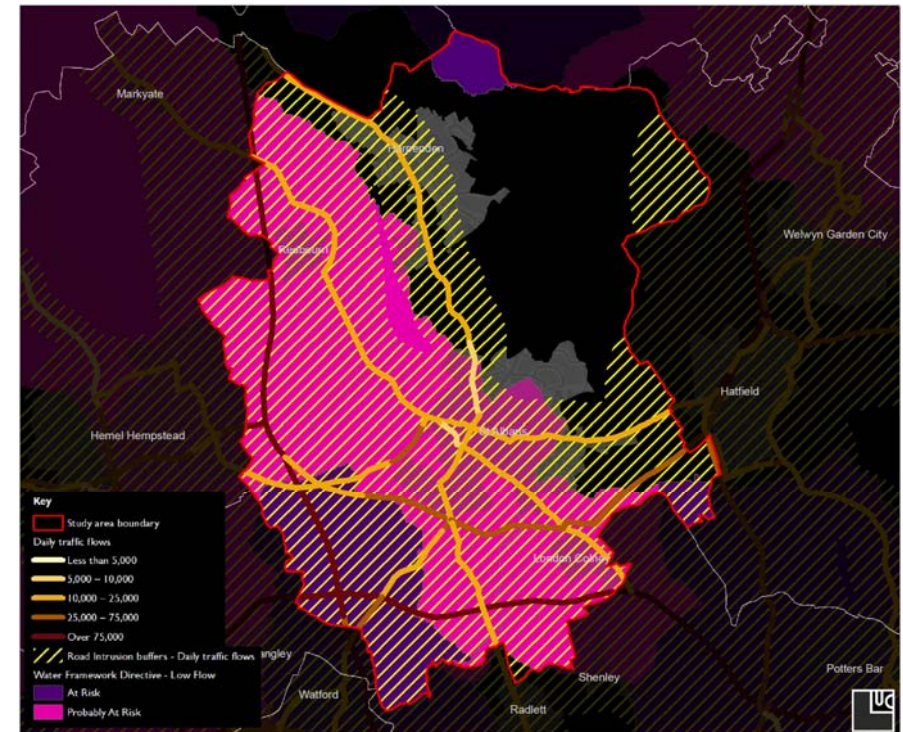 Markyate
Harpenden
Welwyn Garden City
Redbourn
Hatfield
St Albans
Hemel Hempstead
Key
Study area boundary
Daily traffic flows
Less than 5,000
5,000 – 10,000
10,000 – 25,000
25,000 – 75,000
Over 75,000
Road Intrusion buffers - Daily traffic flows
Water Framework Directive - Low Flow
At Risk
Probably At Risk
London Colney
angley
Watford
Shenley
Radlett
Potters Bar
LUC